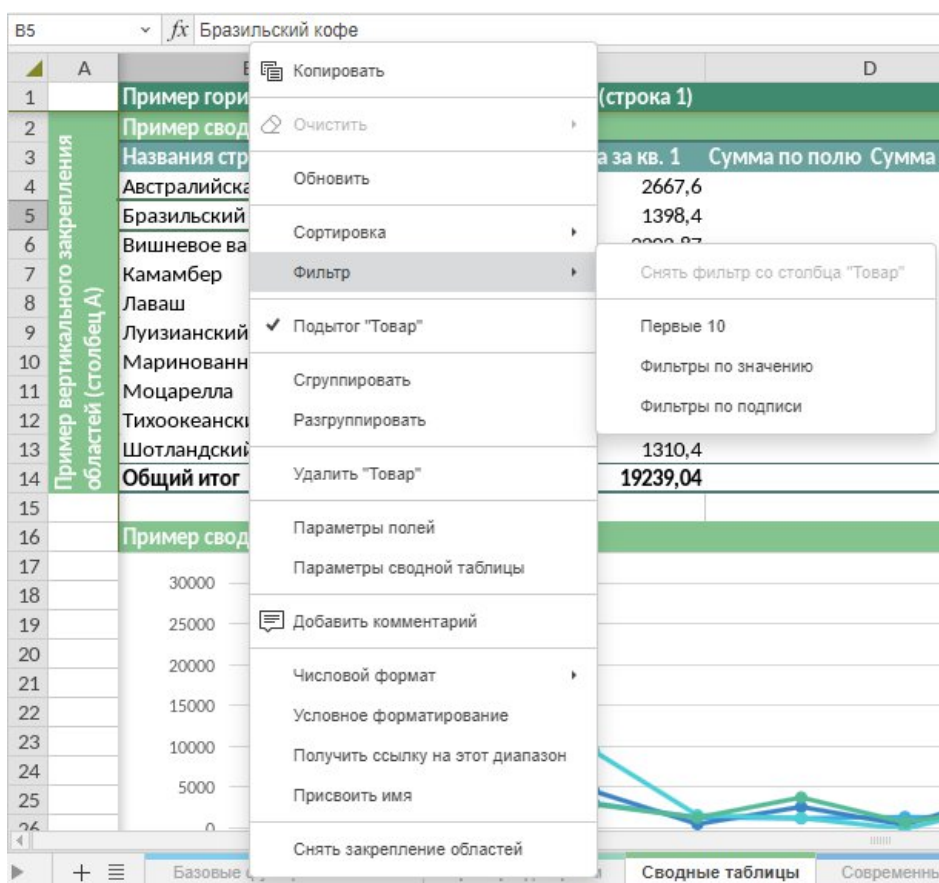 B5
fx Бразильский кофе
A
D
1
Пример гори
(строка 1)
2
Пример свод
3
Названия стр
а за кв. 1
Сумма по полю
Сумма
4
Австралийска
2667,6
5
Бразильский
1398,4
6
Вишневое ва
7
Камамбер
8
Лаваш
9
Луизианский
10
Маринованн
11
Моцарелла
12
Тихоокеански
13
Шотландский
1310,4
14
Общий итог
19239,04
15
16
Пример свод
17
18
19
20
21
22
23
24
25
26
Пример вертикального закрепления
областей (столбец A)
30000
25000
20000
15000
10000
5000
0
Копировать
Очистить
Обновить
Сортировка
Фильтр
Подытог "Товар"
Сгруппировать
Разгруппировать
Удалить "Товар"
Параметры полей
Параметры сводной таблицы
Добавить комментарий
Числовой формат
Условное форматирование
Получить ссылку на этот диапазон
Присвоить имя
Снять закрепление областей
Снять фильтр со столбца "Товар"
Первые 10
Фильтры по значению
Фильтры по подписи
Базовые
Сводные таблицы
Современны